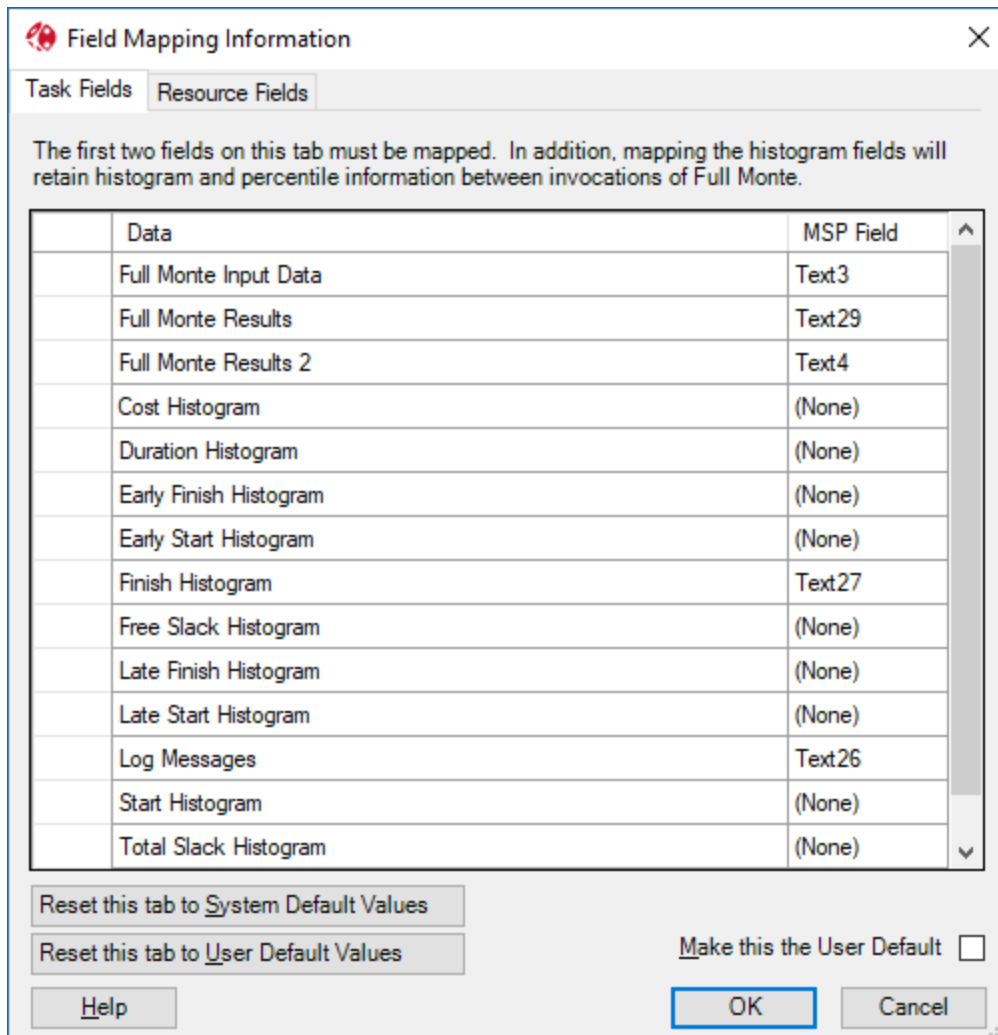 Field Mapping Information
Task Fields Resource Fields
The first two fields on this tab must be mapped. In addition, mapping the histogram fields will
retain histogram and percentile information between invocations of Full Monte.
Data MSP Field
Full Monte Input Data Text3
Full Monte Results Text29
Full Monte Results 2 Text4
Cost Histogram (None)
Duration Histogram (None)
Early Finish Histogram (None)
Early Start Histogram (None)
Finish Histogram Text27
Free Slack Histogram (None)
Late Finish Histogram (None)
Late Start Histogram (None)
Log Messages Text26
Start Histogram (None)
Total Slack Histogram (None)
Reset this tab to System Default Values
Reset this tab to User Default Values Make this the User Default
Help OK Cancel